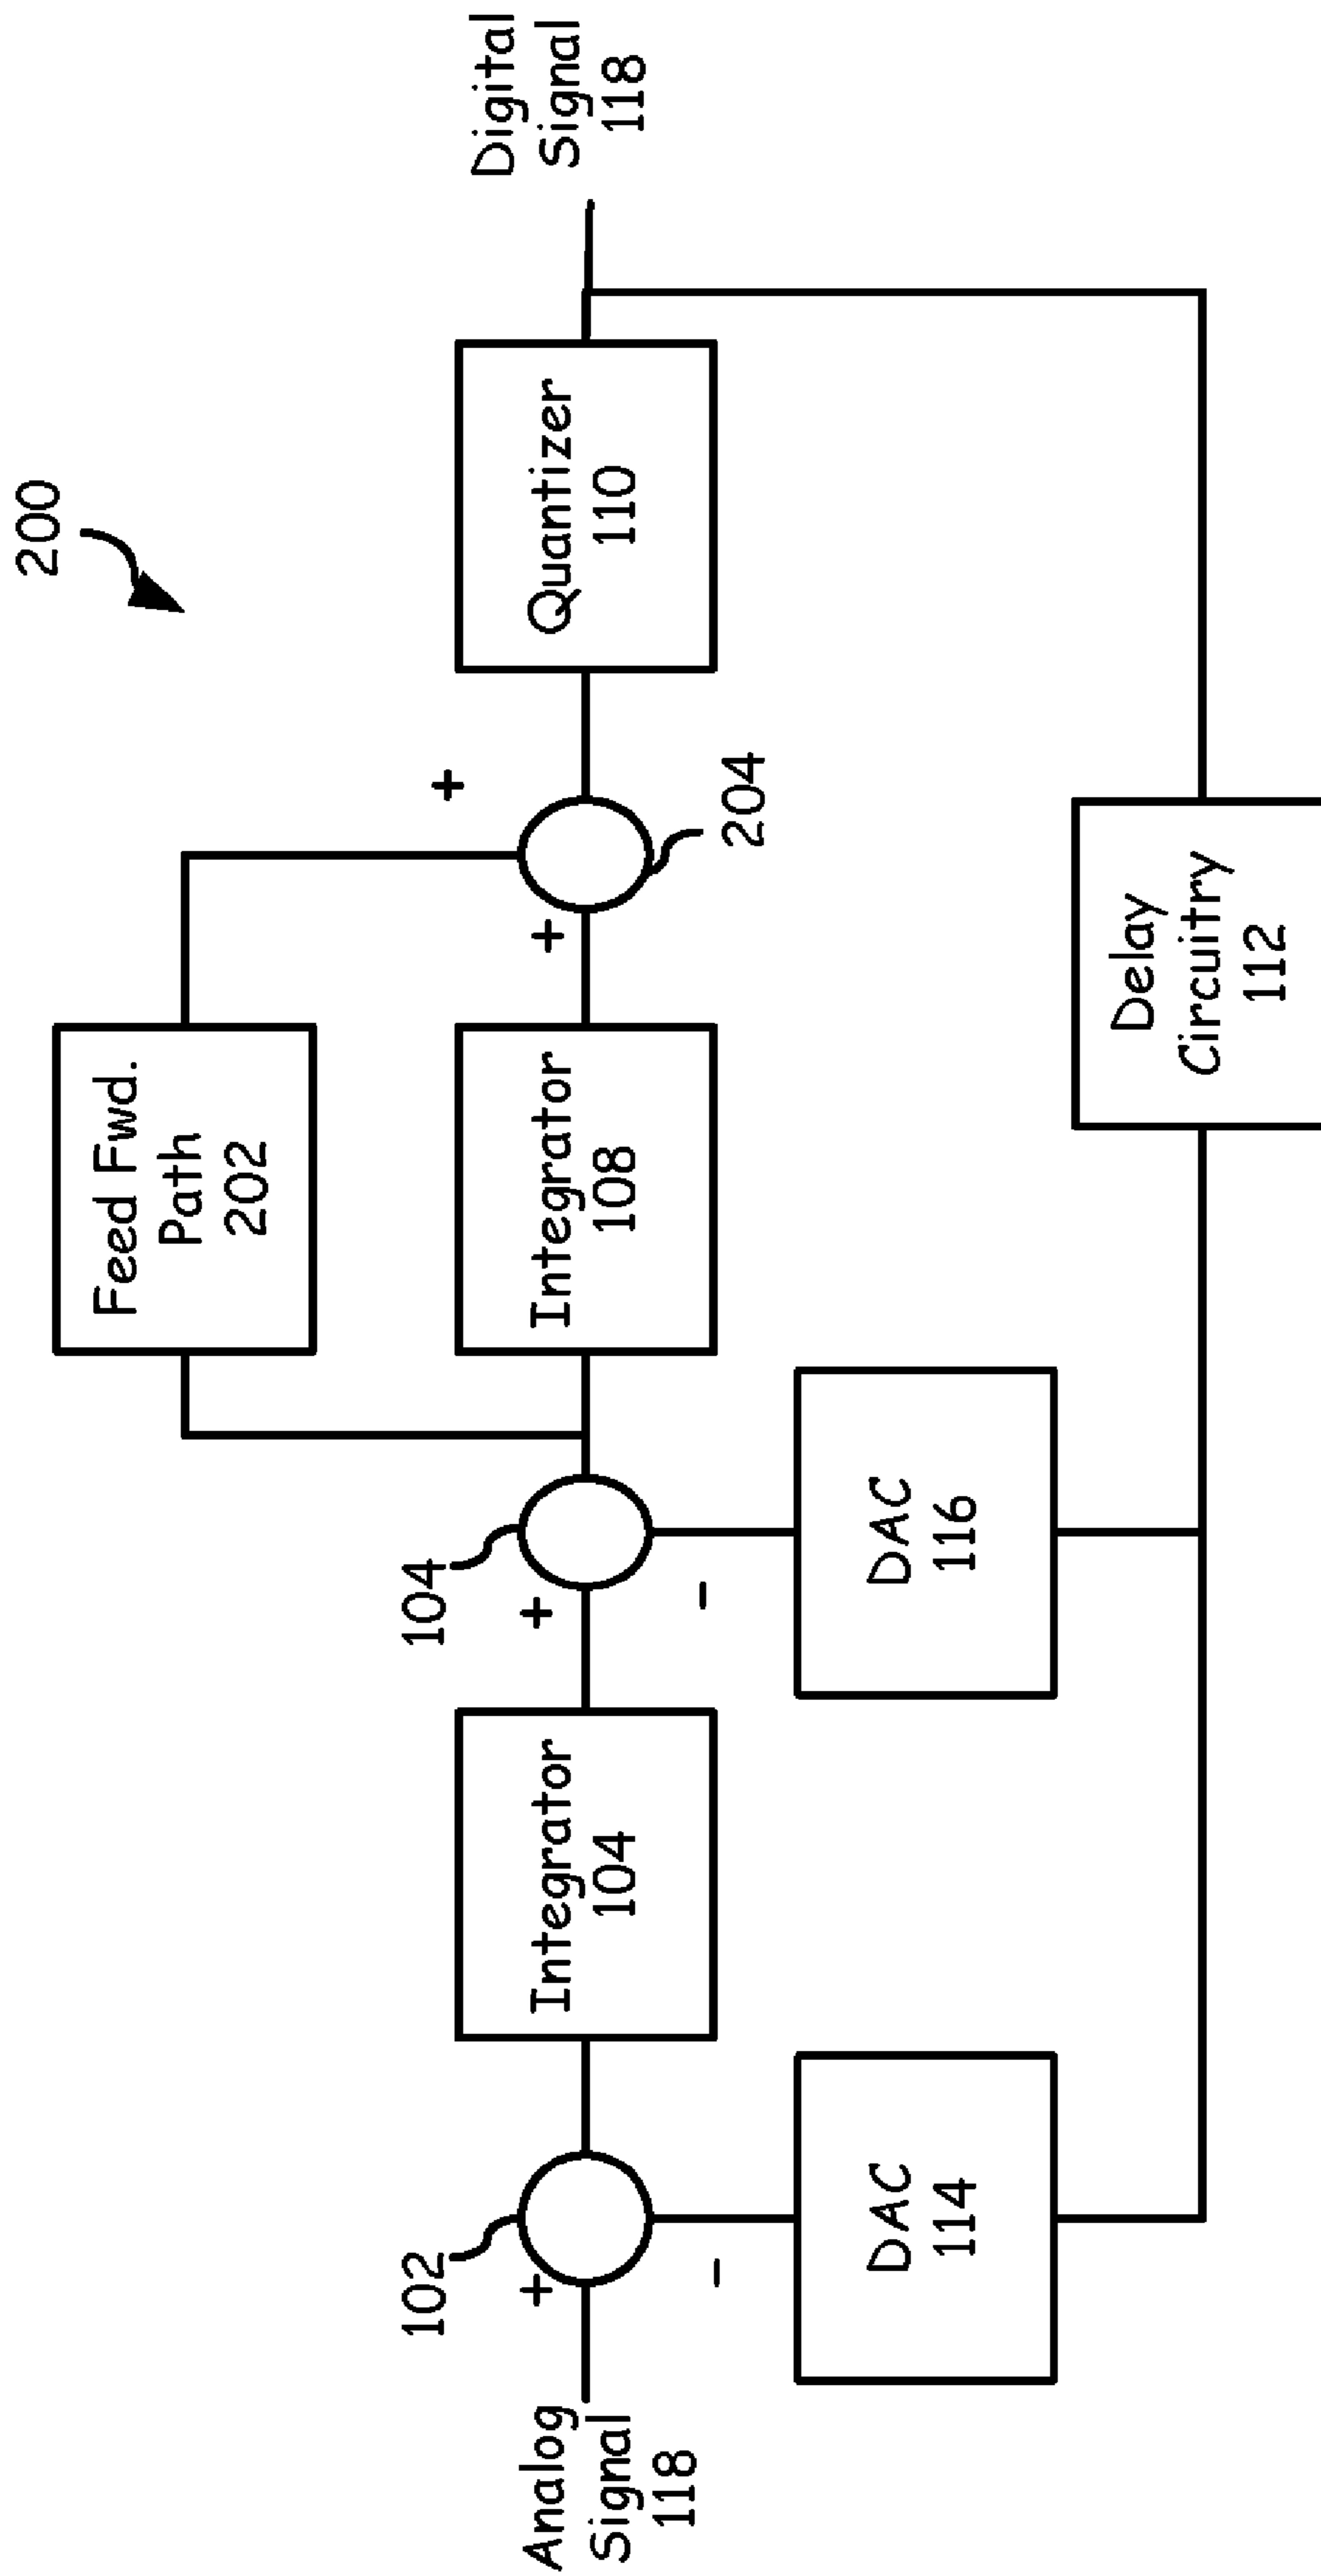 200
Feed Fwd.
Path
202
Analog
Signal
118
102
+
-
Integrator
104
+
104
-
Integrator
108
+
+
204
Quantizer
110
Digital
Signal
118
DAC
114
DAC
116
Delay
Circuitry
112